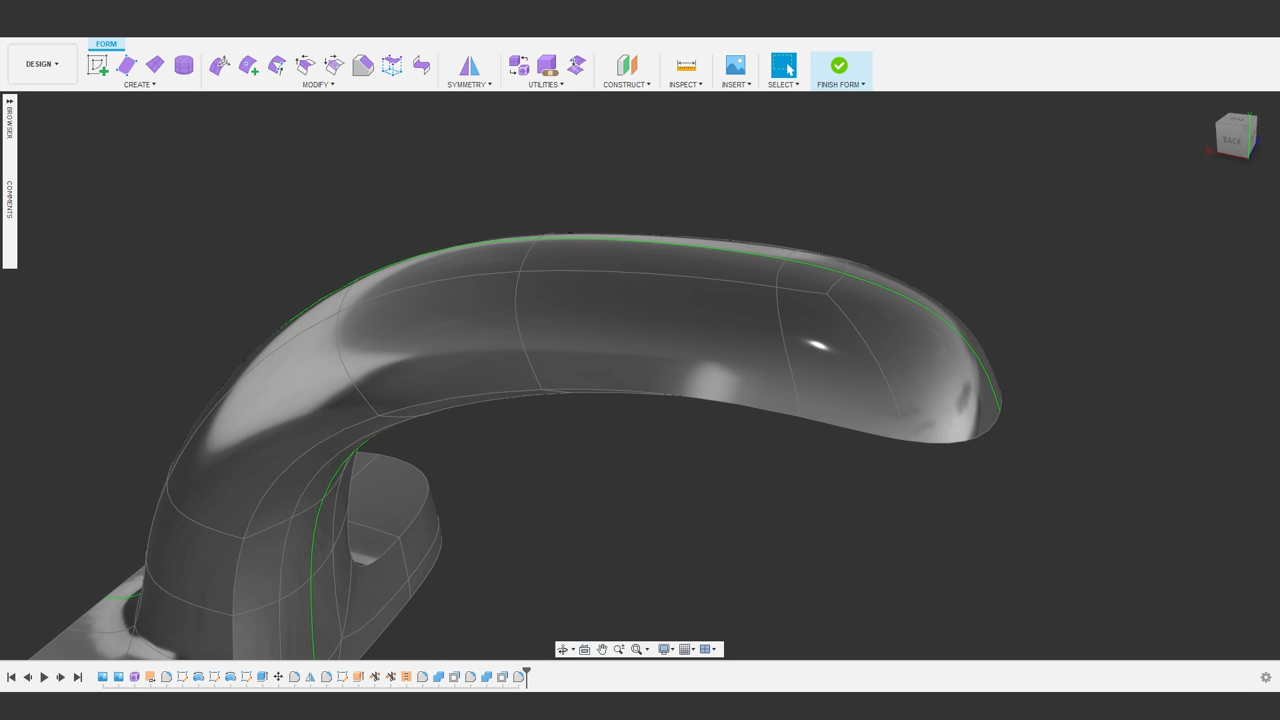 FORM
DESIGN
CREATE
MODIFY
SYMMETRY
UTILITIES
CONSTRUCT
INSPECT
INSERT
SELECT
FINISH FORM
BROWSER
COMMENTS
BACK